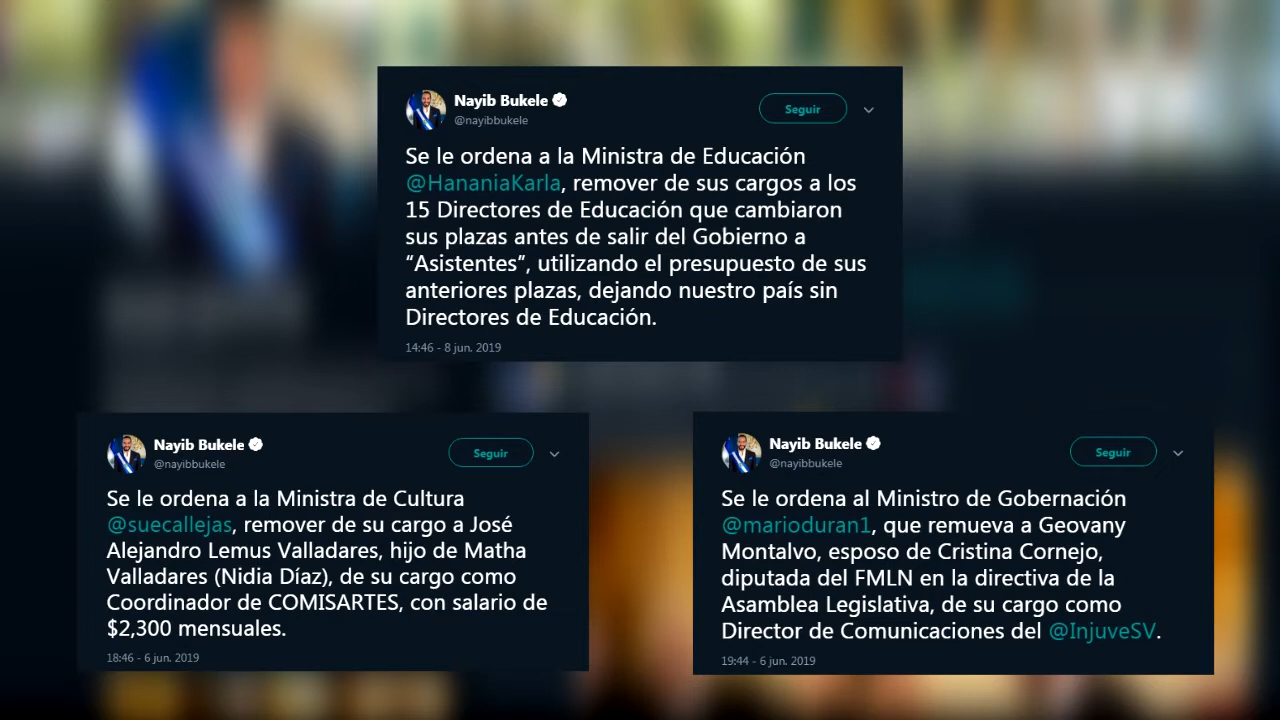 Nayib Bukele
@nayibbukele
Seguir
Se le ordena a la Ministra de Educación
@HananiaKarla, remover de sus cargos a los
15 Directores de Educación que cambiaron
sus plazas antes de salir del Gobierno a
“Asistentes”, utilizando el presupuesto de sus
anteriores plazas, dejando nuestro país sin
Directores de Educación.
14:46 - 8 jun. 2019
Nayib Bukele
@nayibbukele
Seguir
Se le ordena a la Ministra de Cultura
@suecallejas, remover de su cargo a José
Alejandro Lemus Valladares, hijo de Matha
Valladares (Nidia Díaz), de su cargo como
Coordinador de COMISARTES, con salario de
$2,300 mensuales.
18:46 - 6 jun. 2019
Nayib Bukele
@nayibbukele
Seguir
Se le ordena al Ministro de Gobernación
@marioduran1, que remueva a Geovany
Montalvo, esposo de Cristina Cornejo,
diputada del FMLN en la directiva de la
Asamblea Legislativa, de su cargo como
Director de Comunicaciones del @InjuveSV.
19:44 - 6 jun. 2019